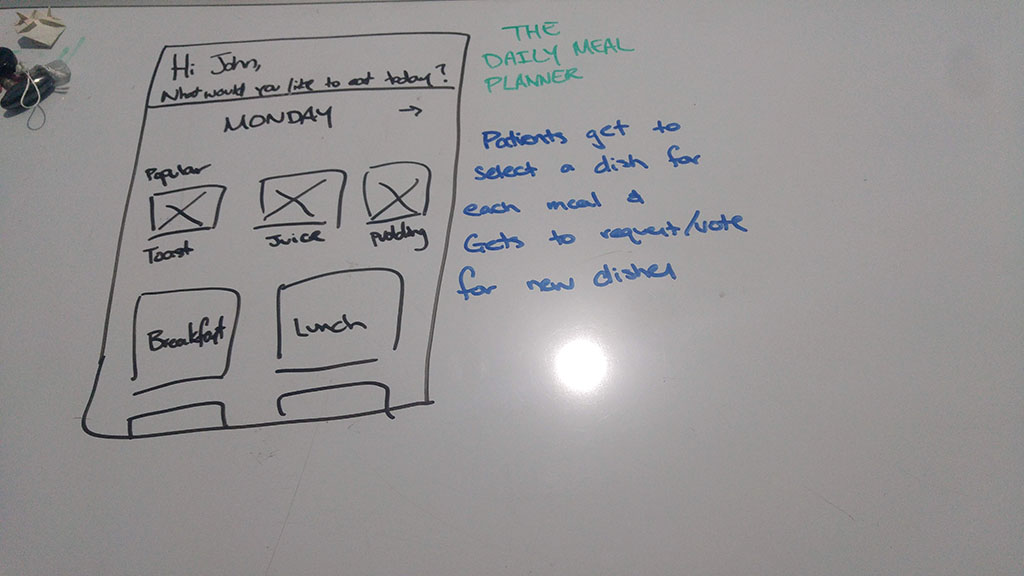 Hi John,
What would you like to eat today?
MONDAY →
Popular
Toast
Juice
Pudding
Breakfast
Lunch
THE
DAILY MEAL
PLANNER
Patients get to
select a dish for
each meal &
Gets to request/vote
for new dishes